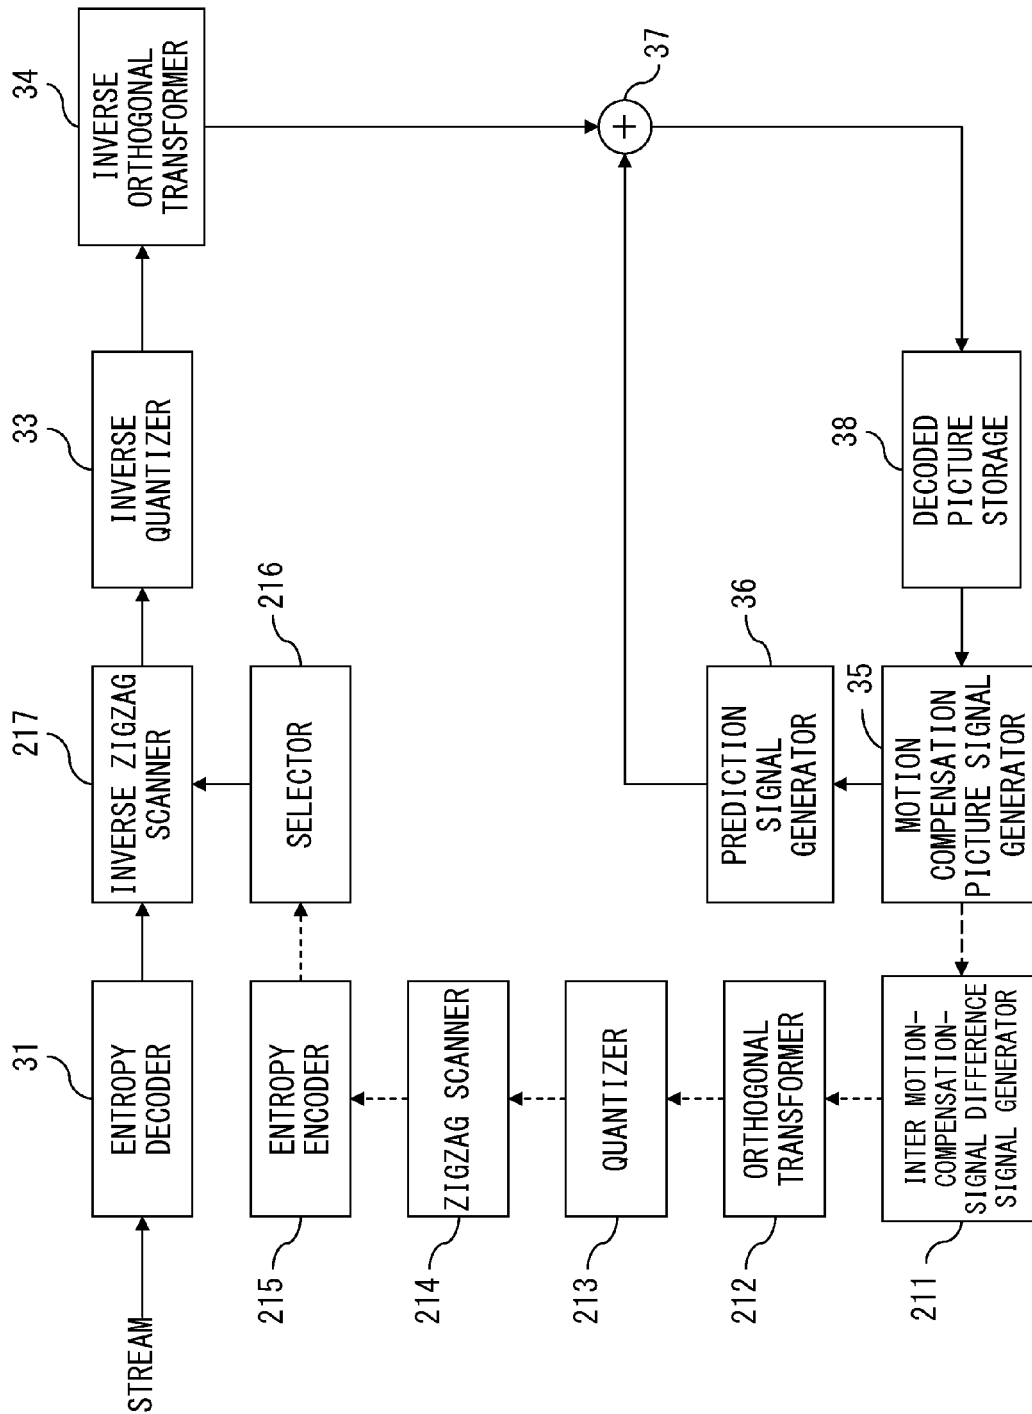 STREAM
31
ENTROPY
DECODER
217
INVERSE ZIGZAG
SCANNER
33
INVERSE
QUANTIZER
34
INVERSE
ORTHOGONAL
TRANSFORMER
215
ENTROPY
ENCODER
216
SELECTOR
214
ZIGZAG SCANNER
213
QUANTIZER
212
ORTHOGONAL
TRANSFORMER
211
INTER MOTION-
COMPENSATION-
SIGNAL DIFFERENCE
SIGNAL GENERATOR
36
PREDICTION
SIGNAL
GENERATOR
35
MOTION
COMPENSATION
PICTURE SIGNAL
GENERATOR
38
DECODED
PICTURE
STORAGE
37
+